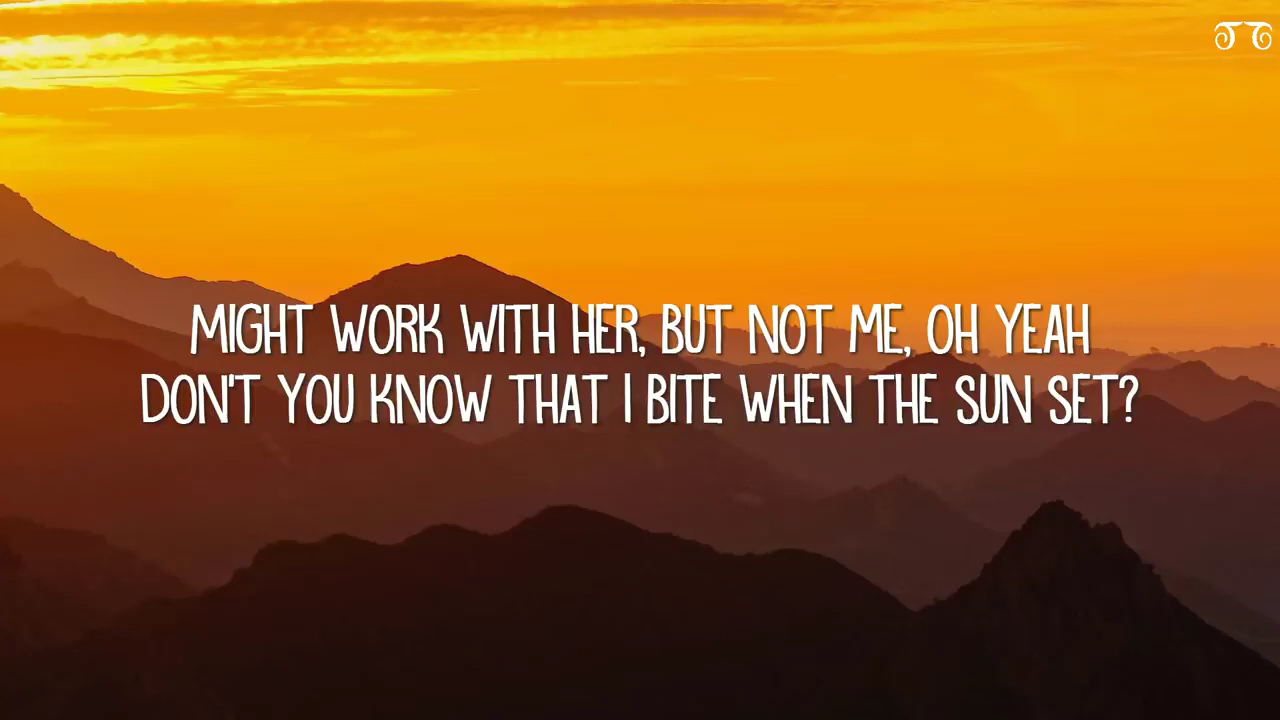 MIGHT WORK WITH HER, BUT NOT ME, OH YEAH
DON'T YOU KNOW THAT I BITE WHEN THE SUN SET?